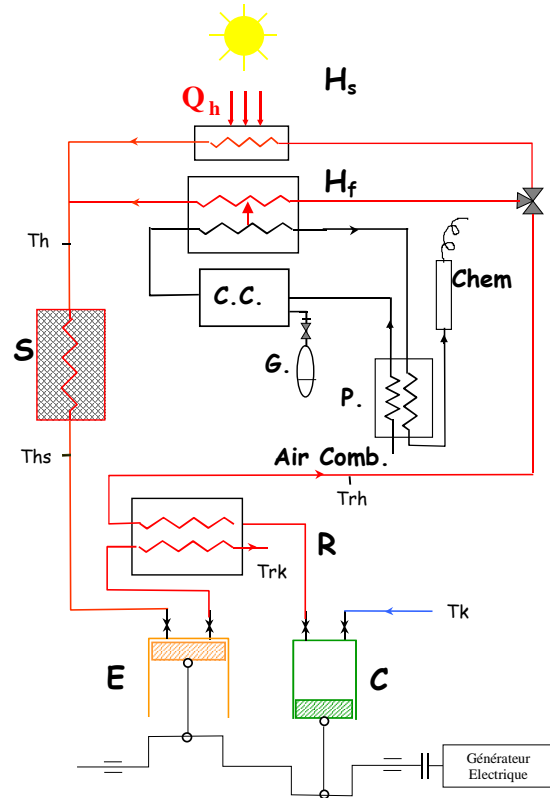 Hs
Qh
Hf
Th
C.C.
Chem
S
G.
P.
Ths
Air Comb.
Trh
R
Trk
Tk
E
C
Générateur
Electrique